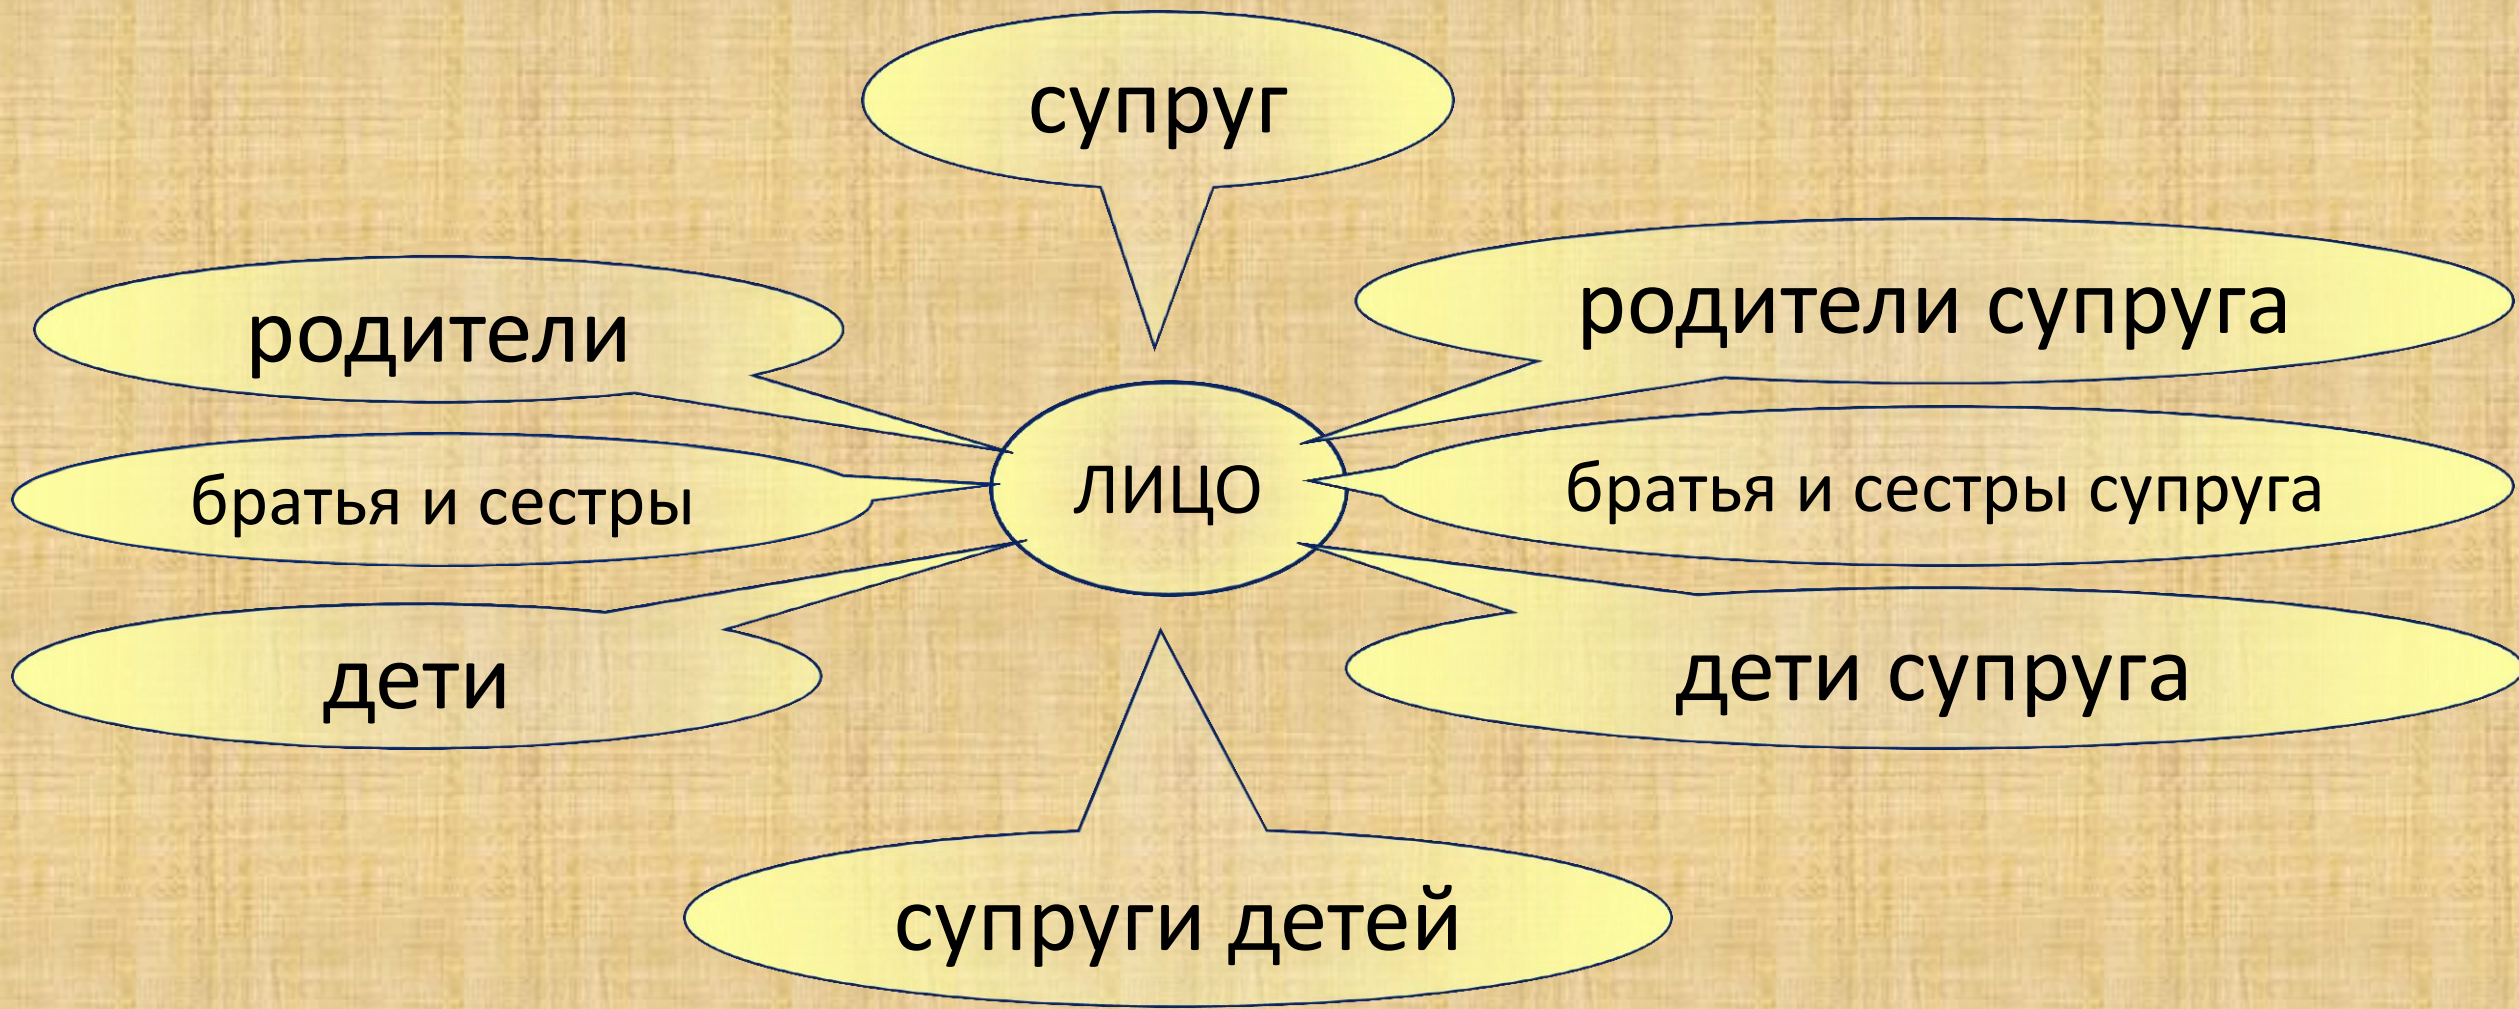 супруг
родители
родители супруга
братья и сестры
ЛИЦО
братья и сестры супруга
дети
дети супруга
супруги детей